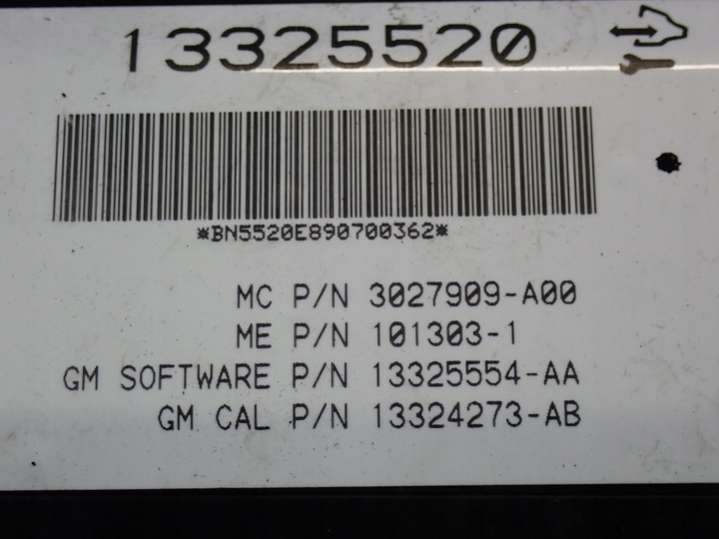 13325520
*BN5520E890700362*
MC P/N 3027909-A00
ME P/N 101303-1
GM SOFTWARE P/N 13325554-AA
GM CAL P/N 13324273-AB